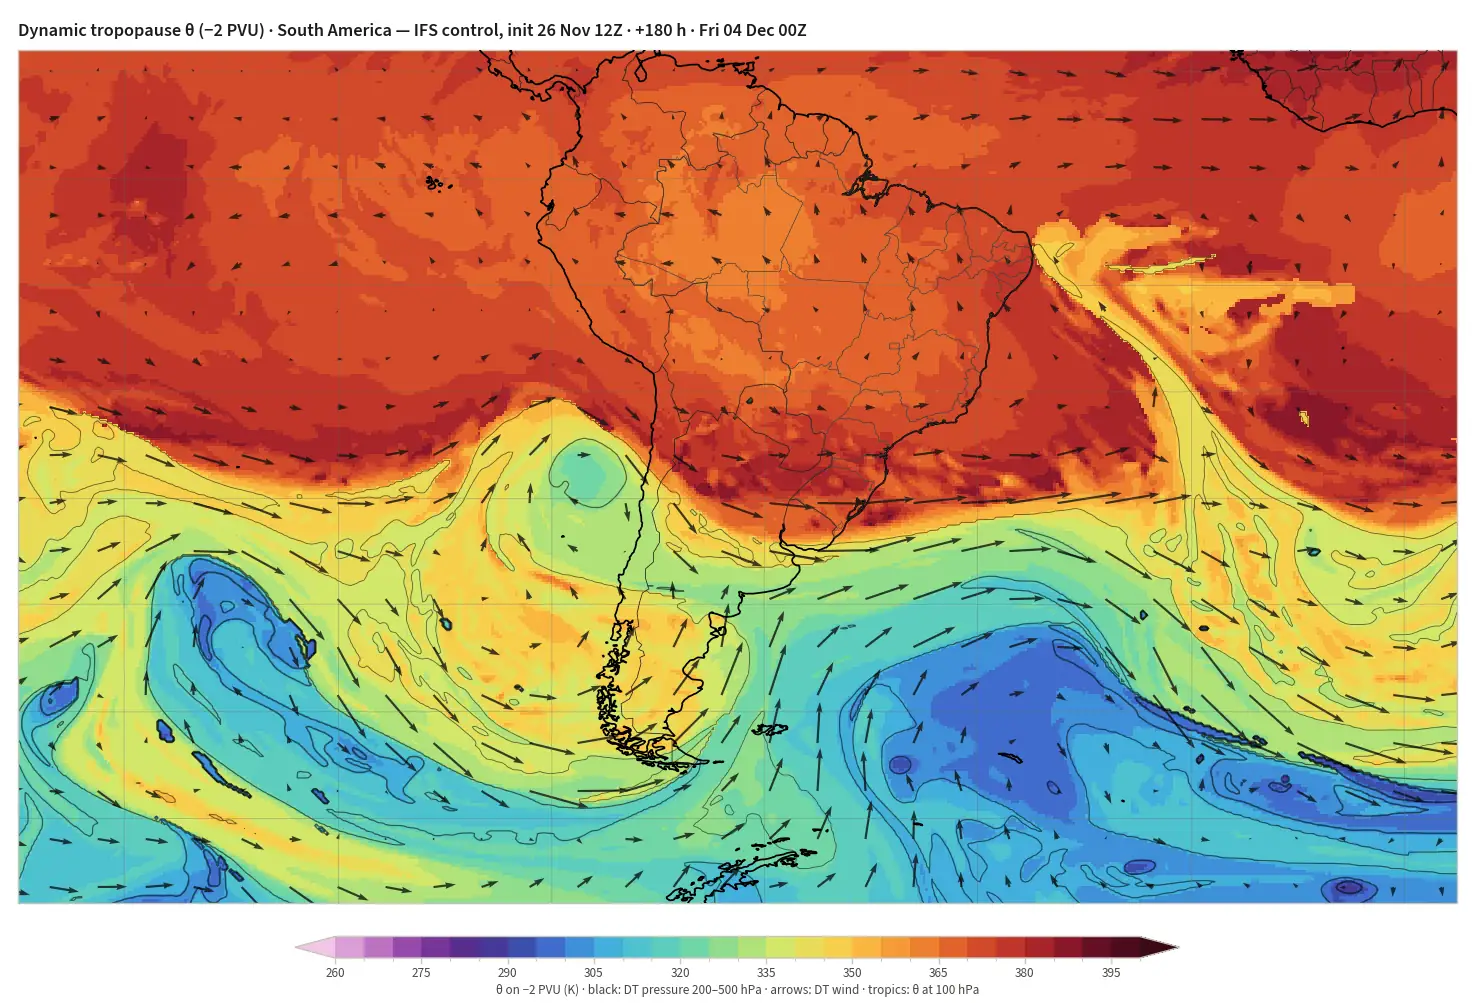 Dynamic tropopause θ (−2 PVU) · South America — IFS control, init 26 Nov 12Z · +180 h · Fri 04 Dec 00Z
260 275 290 305 320 335 350 365 380 395
θ on −2 PVU (K) · black: DT pressure 200–500 hPa · arrows: DT wind · tropics: θ at 100 hPa